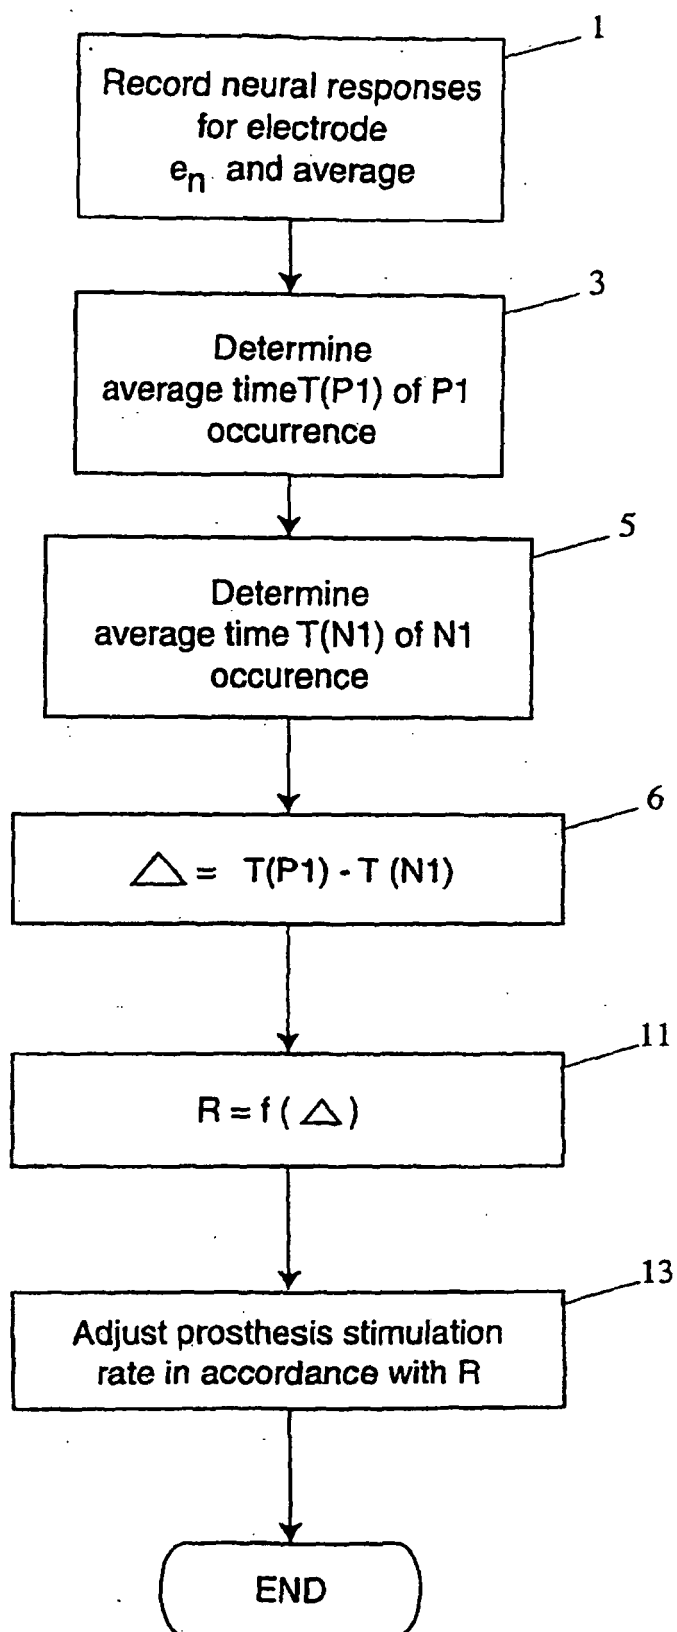 1
Record neural responses
for electrode
en and average
3
Determine
average timeT(P1) of P1
occurrence
5
Determine
average time T(N1) of N1
occurence
6
△ = T(P1) - T (N1)
11
R = f ( △ )
13
Adjust prosthesis stimulation
rate in accordance with R
END